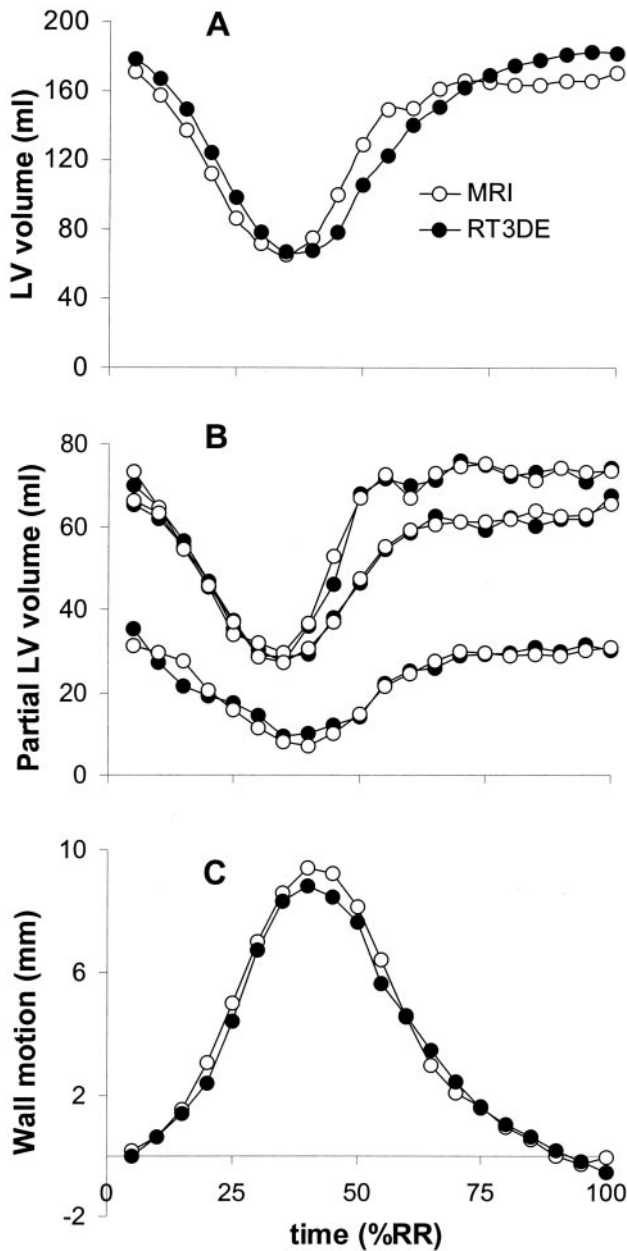 A
200
160
120
80
40
0
LV volume (ml)
MRI
RT3DE
B
80
60
40
20
0
Partial LV volume (ml)
C
10
6
2
-2
Wall motion (mm)
0 25 50 75 100
time (%RR)